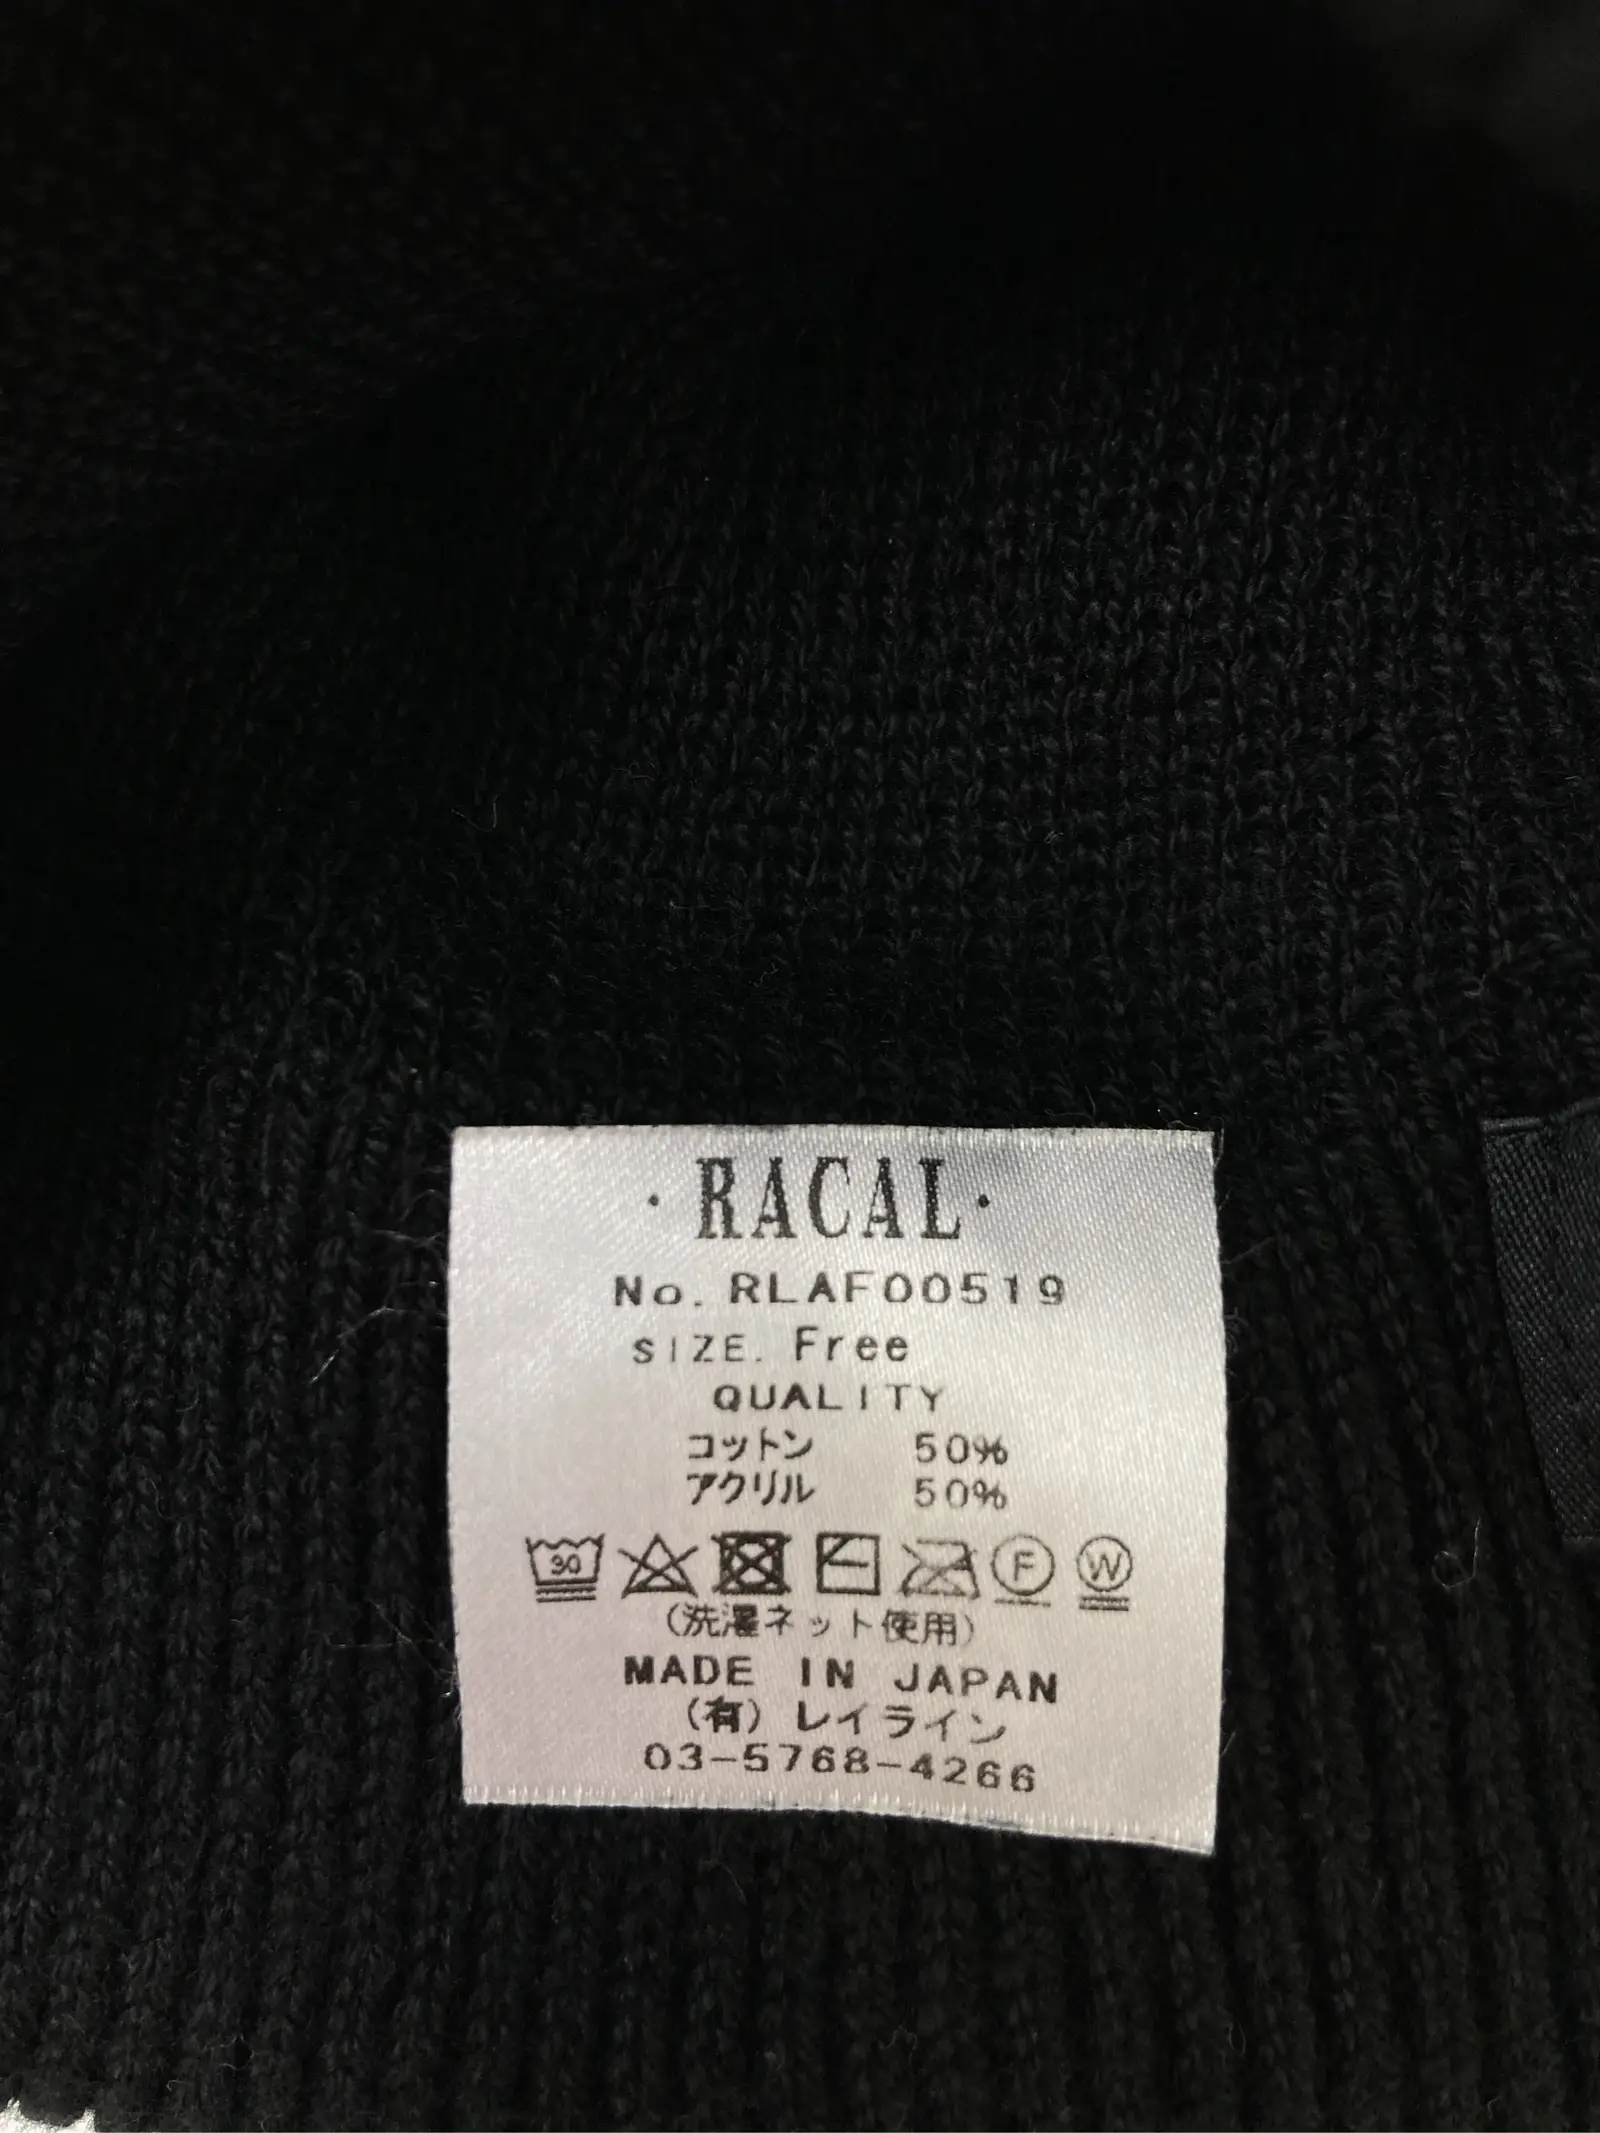 ·RACAL·
No. RLAF00519
SIZE. Free
QUALITY
コットン 50%
アクリル 50%
30 F W
(洗濯ネット使用)
MADE IN JAPAN
(有)レイライン
03-5768-4266